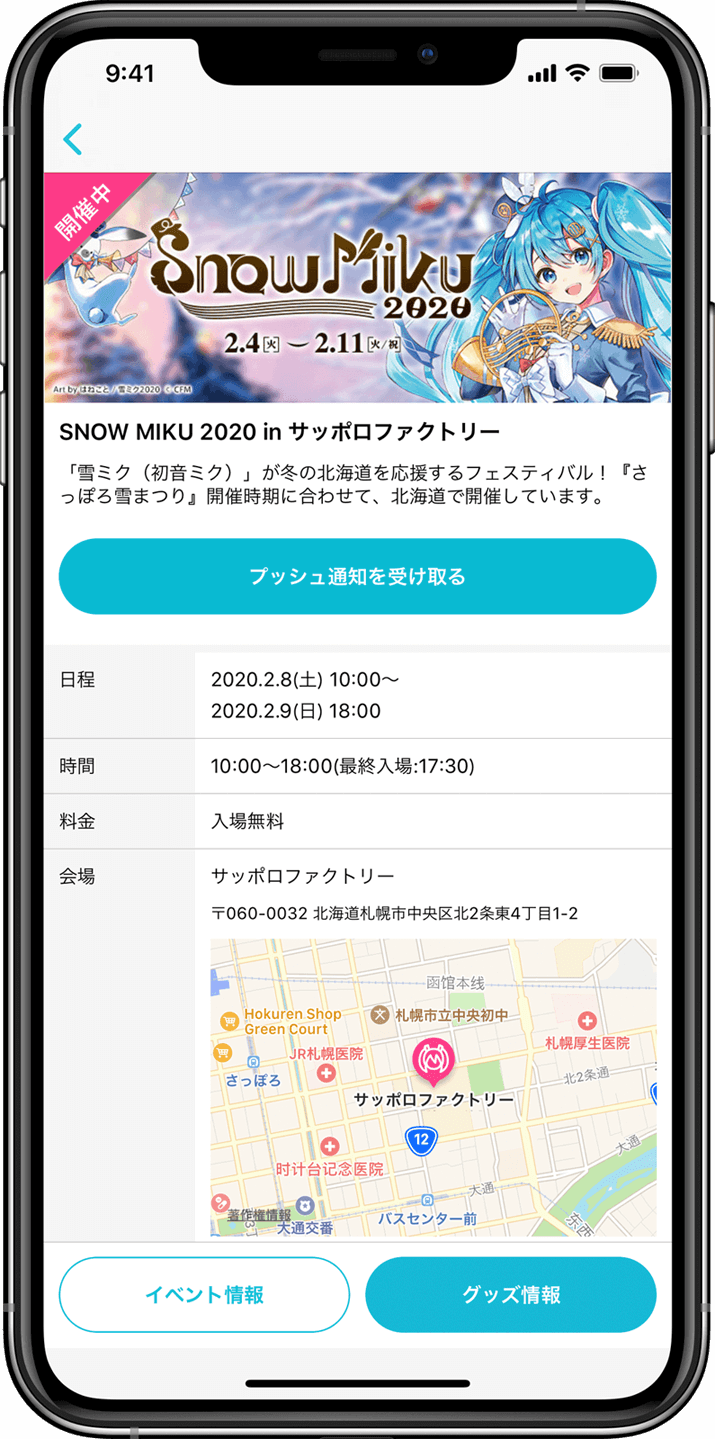 9:41
開催中
Snow Miku
2020
2.4火 ー 2.11火/祝
Art by はねこと / 雪ミク2020 © CFM
SNOW MIKU 2020 in サッポロファクトリー
「雪ミク（初音ミク）」が冬の北海道を応援するフェスティバル！『さ
っぽろ雪まつり』開催時期に合わせて、北海道で開催しています。
プッシュ通知を受け取る
日程
2020.2.8(土) 10:00〜
2020.2.9(日) 18:00
時間
10:00〜18:00(最終入場:17:30)
料金
入場無料
会場
サッポロファクトリー
〒060-0032 北海道札幌市中央区北2条東4丁目1-2
函馆本线
Hokuren Shop
Green Court
文
札幌市立中央初中
JR札幌医院
札幌厚生医院
さっぽろ
北2条通
サッポロファクトリー
12
时计台记念医院
大通
大通
著作権情報
大通交番
バスセンター前
东西
イベント情報
グッズ情報